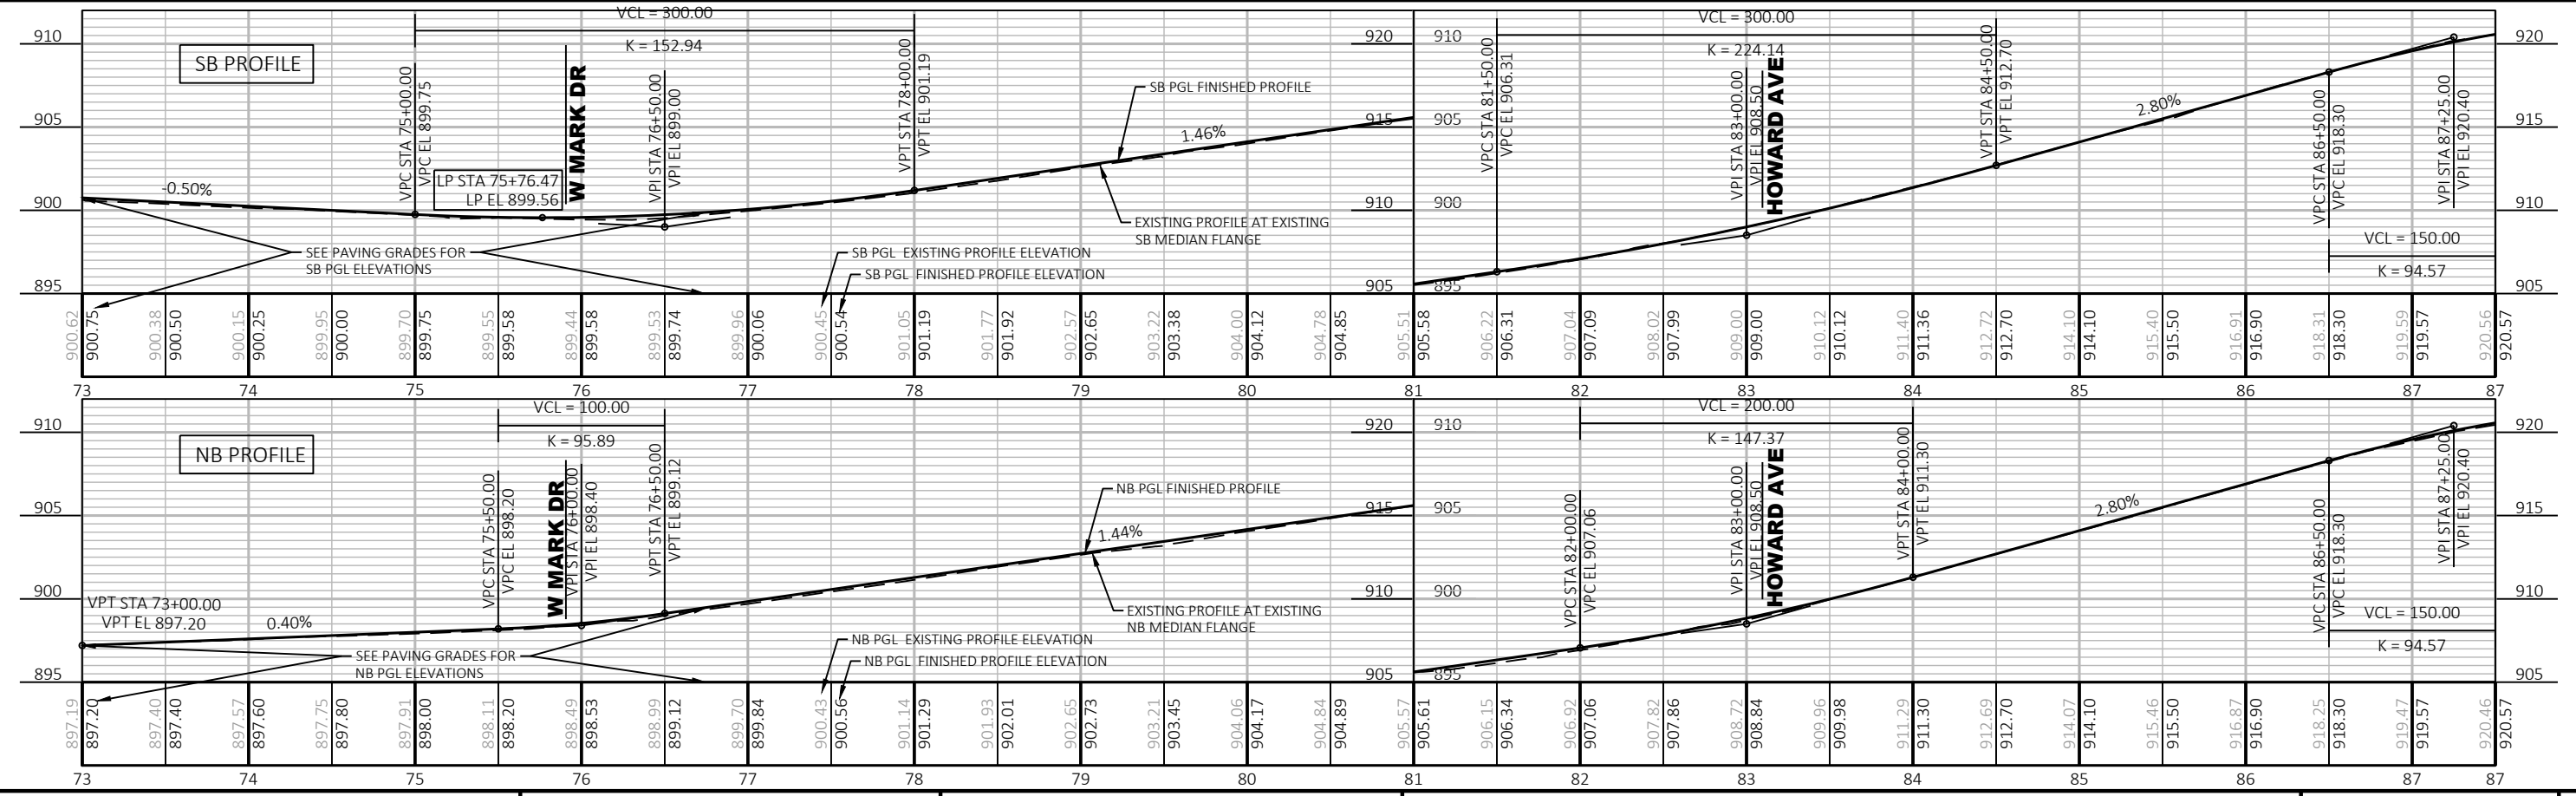 VCL = 300.00
K = 152.94
910
920
SB PROFILE
905
915
900
910
895
905
-0.50%
VPC STA 75+00.00
VPC EL 899.75
LP STA 75+76.47
LP EL 899.56
W MARK DR
VPI STA 76+50.00
VPI EL 899.00
VPT STA 78+00.00
VPT EL 901.19
SB PGL FINISHED PROFILE
1.46%
EXISTING PROFILE AT EXISTING
SB MEDIAN FLANGE
SEE PAVING GRADES FOR
SB PGL ELEVATIONS
SB PGL EXISTING PROFILE ELEVATION
SB PGL FINISHED PROFILE ELEVATION
VCL = 300.00
K = 224.14
910
920
905
915
900
910
895
905
VPC STA 81+50.00
VPC EL 906.31
VPI STA 83+00.00
VPI EL 908.50
HOWARD AVE
VPT STA 84+50.00
VPT EL 912.70
2.80%
VPC STA 86+50.00
VPC EL 918.30
VPI STA 87+25.00
VPI EL 920.40
VCL = 150.00
K = 94.57
900.62 900.75
900.38 900.50
900.15 900.25
899.95 900.00
899.70 899.75
899.55 899.58
899.44 899.58
899.53 899.74
899.96 900.06
900.45 900.54
901.05 901.19
901.77 901.92
902.57 902.65
903.22 903.38
904.00 904.12
904.78 904.85
905.51 905.58
906.22 906.31
907.04 907.09
908.02 907.99
909.00 909.00
910.12 910.12
911.40 911.36
912.72 912.70
914.10 914.10
915.40 915.50
916.91 916.90
918.31 918.30
919.59 919.57
920.56 920.57
73 74 75 76 77 78 79 80 81 82 83 84 85 86 87 87
VCL = 100.00
K = 95.89
910
920
NB PROFILE
905
915
900
910
895
905
VPT STA 73+00.00
VPT EL 897.20
0.40%
VPC STA 75+50.00
VPC EL 898.20
W MARK DR
VPI STA 76+00.00
VPI EL 898.40
VPT STA 76+50.00
VPT EL 899.12
NB PGL FINISHED PROFILE
1.44%
EXISTING PROFILE AT EXISTING
NB MEDIAN FLANGE
SEE PAVING GRADES FOR
NB PGL ELEVATIONS
NB PGL EXISTING PROFILE ELEVATION
NB PGL FINISHED PROFILE ELEVATION
VCL = 200.00
K = 147.37
910
920
905
915
900
910
895
905
VPC STA 82+00.00
VPC EL 907.06
VPI STA 83+00.00
VPI EL 908.50
HOWARD AVE
VPT STA 84+00.00
VPT EL 911.30
2.80%
VPC STA 86+50.00
VPC EL 918.30
VPI STA 87+25.00
VPI EL 920.40
VCL = 150.00
K = 94.57
897.19 897.20
897.40 897.40
897.57 897.60
897.75 897.80
897.91 898.00
898.11 898.20
898.49 898.53
898.99 899.12
899.70 899.84
900.43 900.56
901.14 901.29
901.93 902.01
902.65 902.73
903.21 903.45
904.06 904.17
904.84 904.89
905.57 905.61
906.15 906.34
906.92 907.06
907.82 907.86
908.72 908.84
909.96 909.98
911.29 911.30
912.69 912.70
914.07 914.10
915.46 915.50
916.87 916.90
918.25 918.30
919.47 919.57
920.46 920.57
73 74 75 76 77 78 79 80 81 82 83 84 85 86 87 87